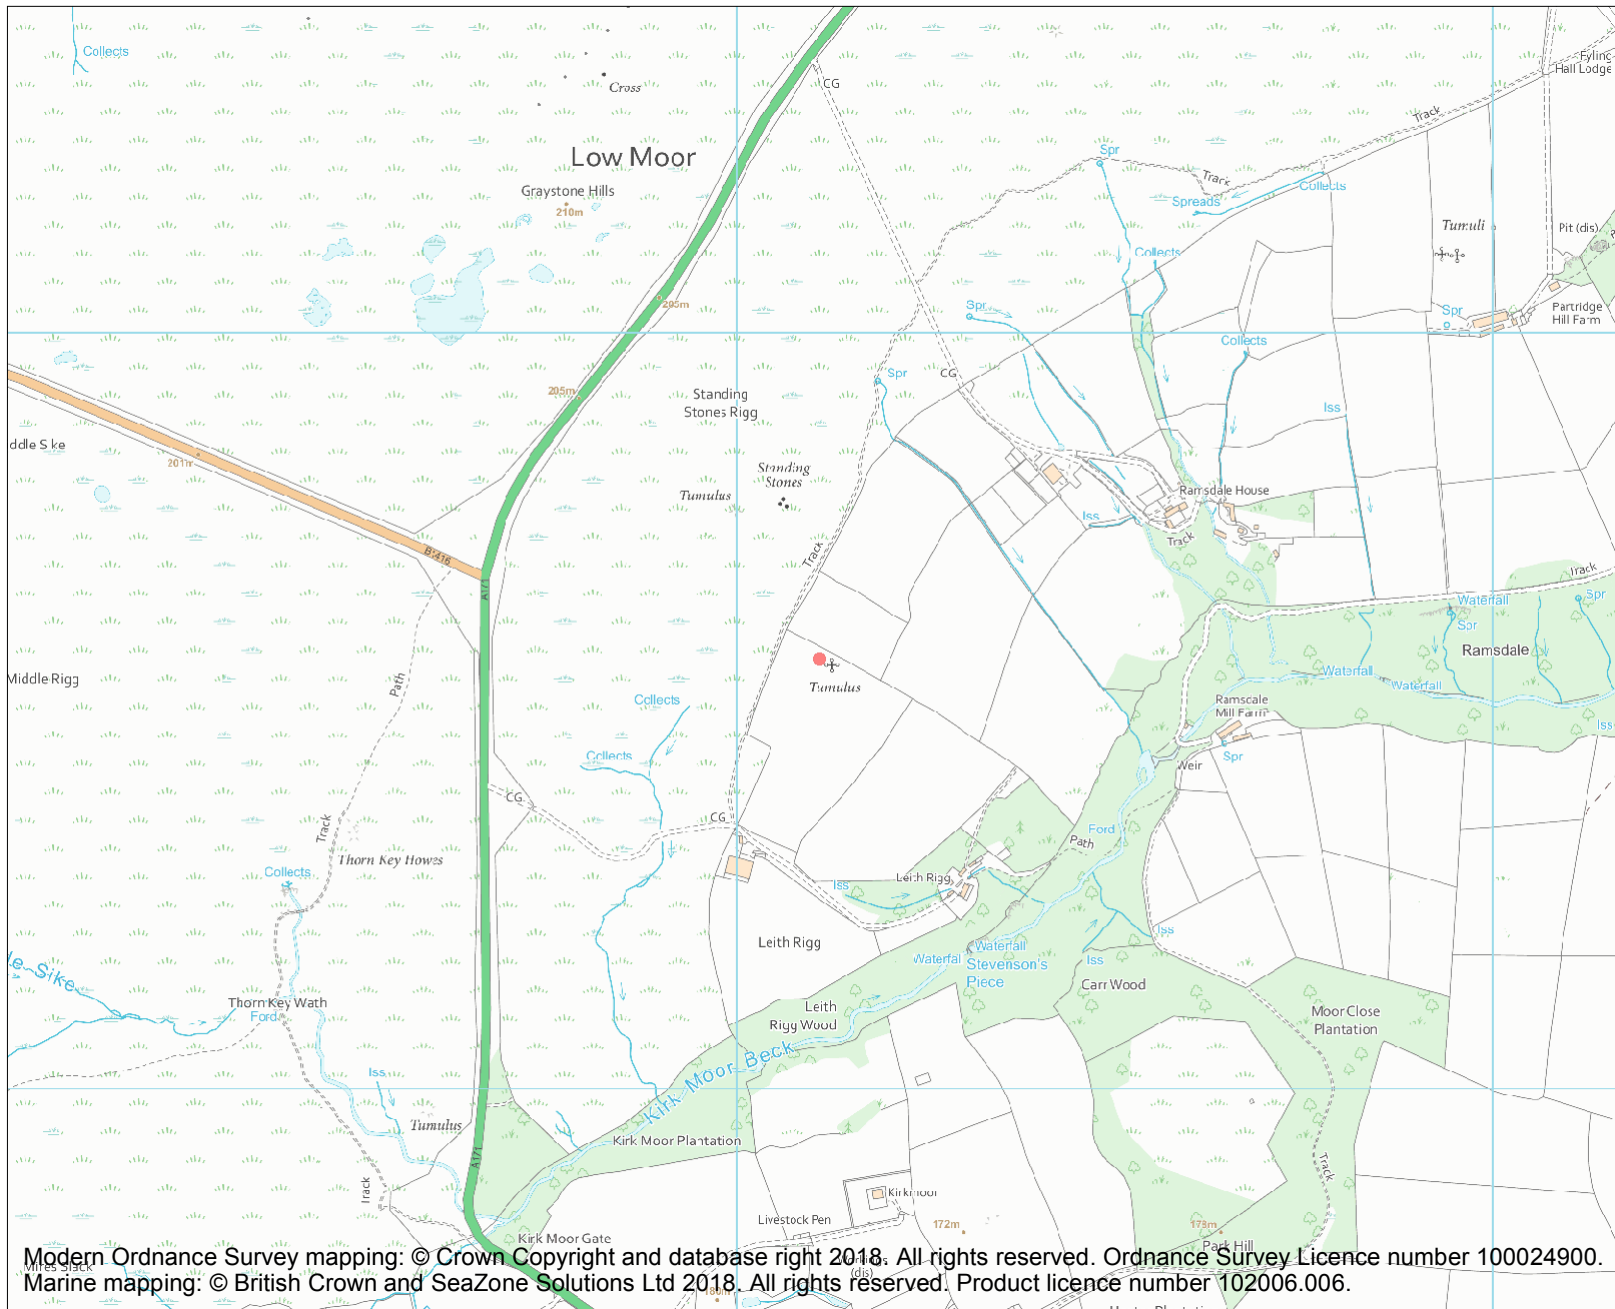 Collects
Cross
CG
Fyling
Hall Lodge
Track
Low Moor
Graystone Hills
210m
Spr
Track
Collects
Spreads
Tumuli
Pit (dis)
Collects
205m
Spr
Spr
Partridge
Hill Farm
Collects
205m
Spr
CG
Standing
Stones Rigg
Iss
201m
Standing
Stones
Tumulus
Ramsdale House
Iss
Track
Track
Track
A171
Waterfall
Spr
Spr
Ramsdale
Middle Rigg
Path
Tumulus
Waterfall
Waterfall
Collects
Mill Farm
Iss
Collects
Spr
Weir
CG
CG
Track
Ford
Path
Thorn Key Howes
Collects
Iss
Leith Rigg
Iss
Leith Rigg
Waterfall
Stevenson's
Piece
Iss
Carr Wood
Thorn Key Wath
Ford
Leith
Rigg Wood
Moor Close
Plantation
Kirk Moor Beck
Iss
Tumulus
Kirk Moor Plantation
A171
Track
Track
Kirkmoor
Livestock Pen
172m
178m
Kirk Moor Gate
Park Hill
Modern Ordnance Survey mapping: © Crown Copyright and database right 2018. All rights reserved. Ordnance Survey Licence number 100024900.
Marine mapping: © British Crown and SeaZone Solutions Ltd 2018. All rights reserved. Product licence number 102006.006.
(dis)
180m